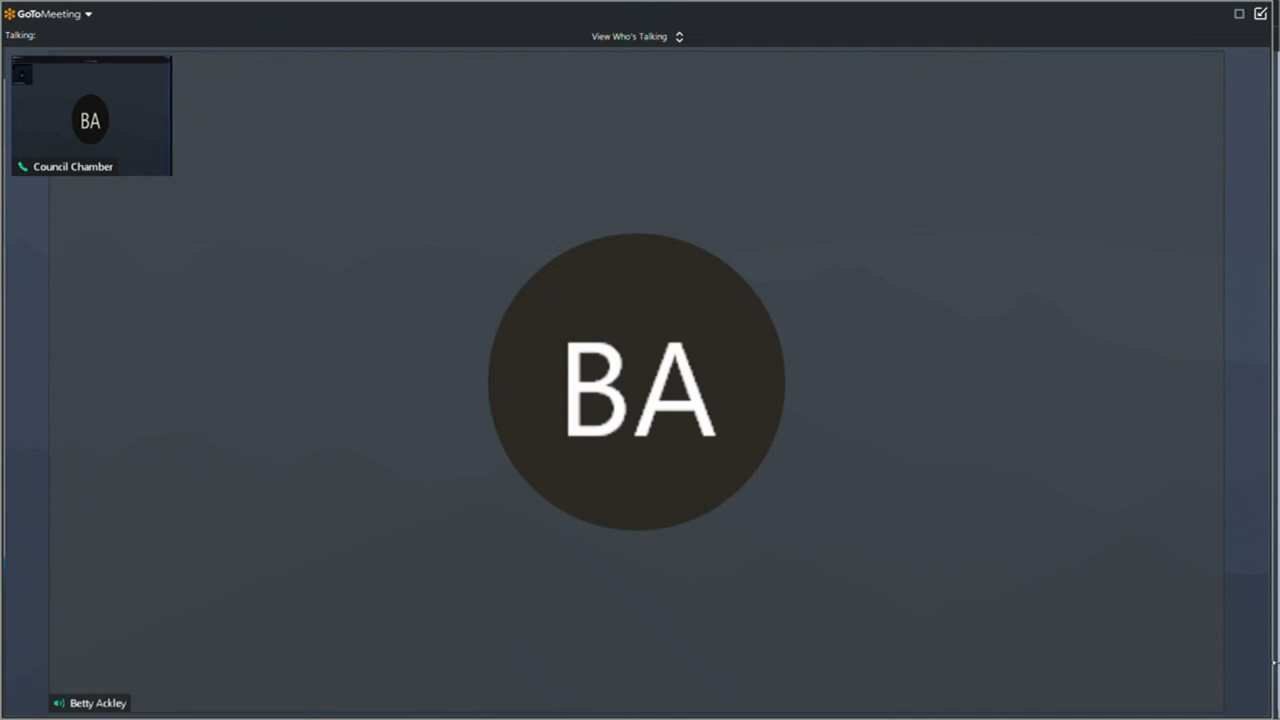 GoToMeeting
Talking:
View Who's Talking
BA
Council Chamber
BA
Betty Ackley